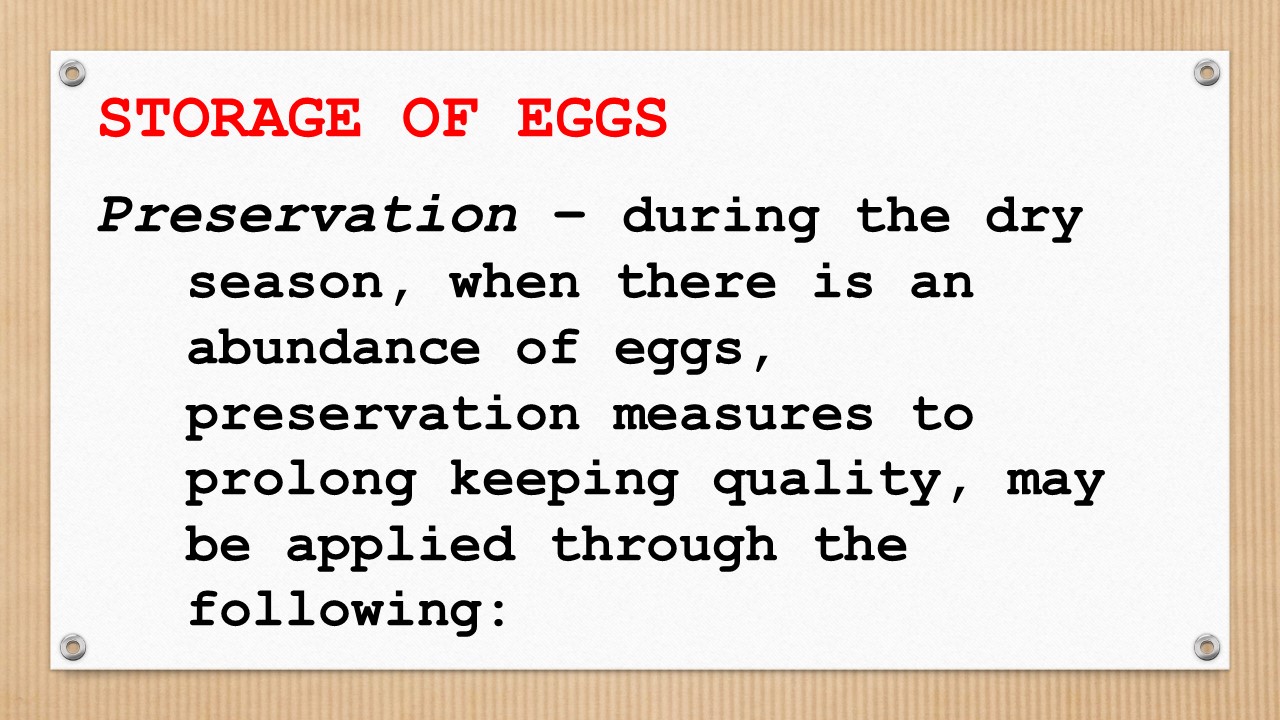 STORAGE OF EGGS
Preservation – during the dry
season, when there is an
abundance of eggs,
preservation measures to
prolong keeping quality, may
be applied through the
following: